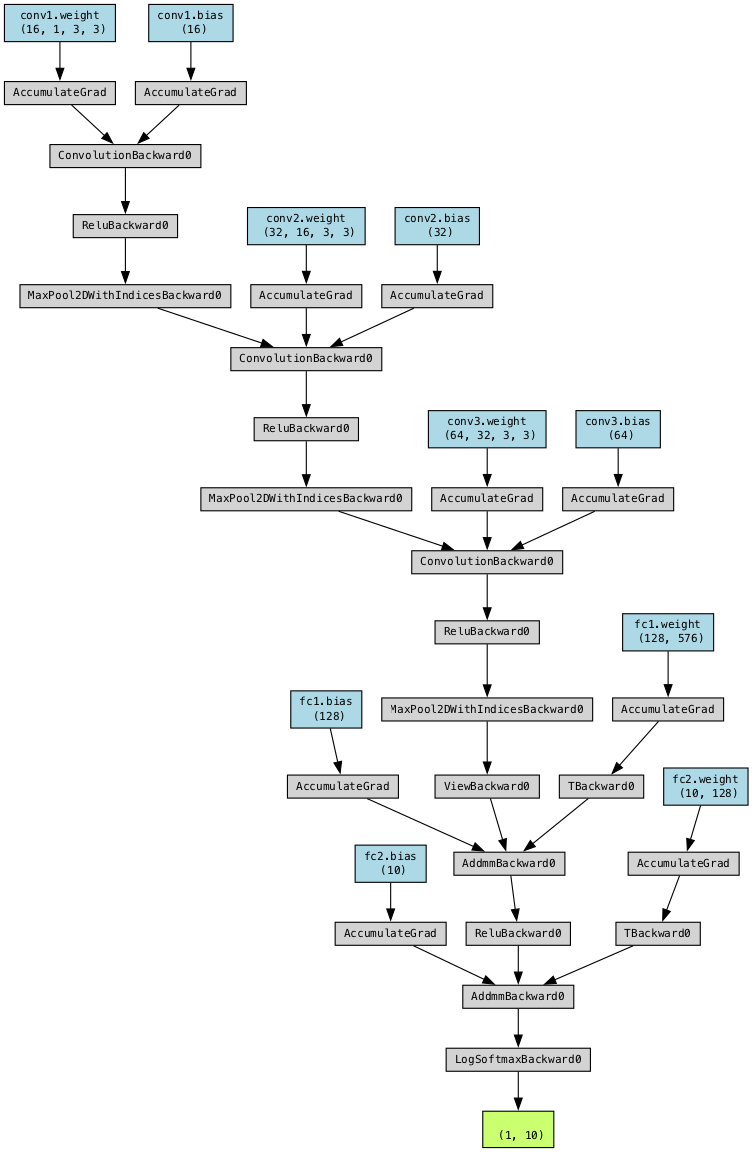 conv1.weight
(16, 1, 3, 3)
conv1.bias
(16)
AccumulateGrad
AccumulateGrad
ConvolutionBackward0
ReluBackward0
conv2.weight
(32, 16, 3, 3)
conv2.bias
(32)
MaxPool2DWithIndicesBackward0
AccumulateGrad
AccumulateGrad
ConvolutionBackward0
ReluBackward0
conv3.weight
(64, 32, 3, 3)
conv3.bias
(64)
MaxPool2DWithIndicesBackward0
AccumulateGrad
AccumulateGrad
ConvolutionBackward0
ReluBackward0
fc1.weight
(128, 576)
fc1.bias
(128)
MaxPool2DWithIndicesBackward0
AccumulateGrad
AccumulateGrad
ViewBackward0
TBackward0
fc2.weight
(10, 128)
fc2.bias
(10)
AddmmBackward0
AccumulateGrad
AccumulateGrad
ReluBackward0
TBackward0
AddmmBackward0
LogSoftmaxBackward0
(1, 10)